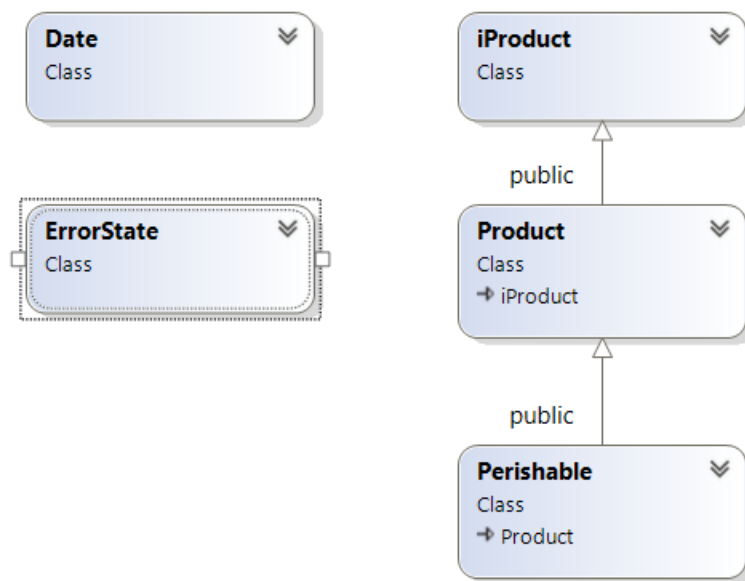 Date
Class
iProduct
Class
public
ErrorState
Class
Product
Class
iProduct
public
Perishable
Class
Product